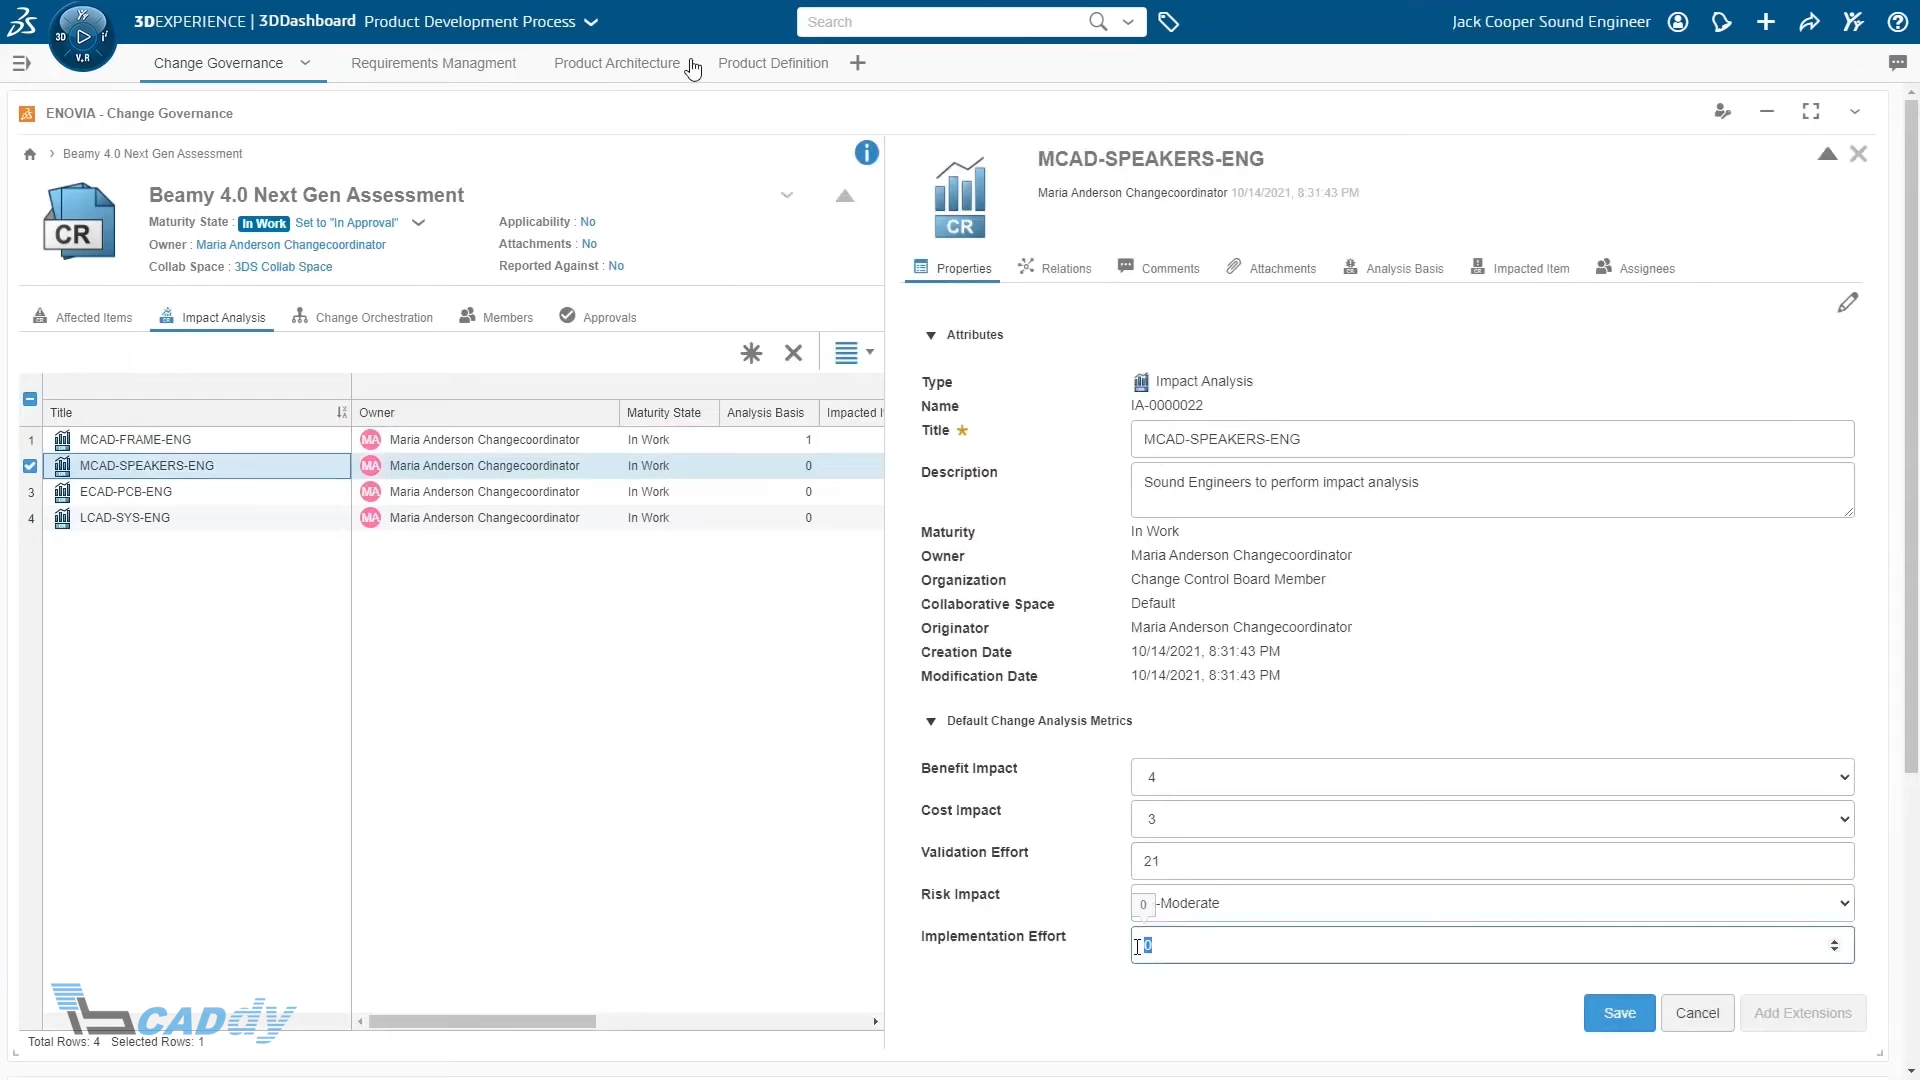 3DEXPERIENCE | 3DDashboard Product Development Process
Search
Jack Cooper Sound Engineer
3D
V.R
Change Governance
Requirements Managment
Product Architecture
Product Definition
ENOVIA - Change Governance
Beamy 4.0 Next Gen Assessment
Beamy 4.0 Next Gen Assessment
CR
Maturity State : In Work Set to "In Approval"
Owner : Maria Anderson Changecoordinator
Collab Space : 3DS Collab Space
Applicability : No
Attachments : No
Reported Against : No
Affected Items
Impact Analysis
Change Orchestration
Members
Approvals
Title Owner Maturity State Analysis Basis Impacted I
1 MCAD-FRAME-ENG MA Maria Anderson Changecoordinator In Work 1
MCAD-SPEAKERS-ENG MA Maria Anderson Changecoordinator In Work 0
3 ECAD-PCB-ENG MA Maria Anderson Changecoordinator In Work 0
4 LCAD-SYS-ENG MA Maria Anderson Changecoordinator In Work 0
CADdy
Total Rows: 4 Selected Rows: 1
CR
MCAD-SPEAKERS-ENG
Maria Anderson Changecoordinator 10/14/2021, 8:31:43 PM
Properties
Relations
Comments
Attachments
Analysis Basis
Impacted Item
Assignees
Attributes
Type Impact Analysis
Name IA-0000022
Title MCAD-SPEAKERS-ENG
Description Sound Engineers to perform impact analysis
Maturity In Work
Owner Maria Anderson Changecoordinator
Organization Change Control Board Member
Collaborative Space Default
Originator Maria Anderson Changecoordinator
Creation Date 10/14/2021, 8:31:43 PM
Modification Date 10/14/2021, 8:31:43 PM
Default Change Analysis Metrics
Benefit Impact 4
Cost Impact 3
Validation Effort 21
Risk Impact 0 -Moderate
Implementation Effort 0
Save
Cancel
Add Extensions